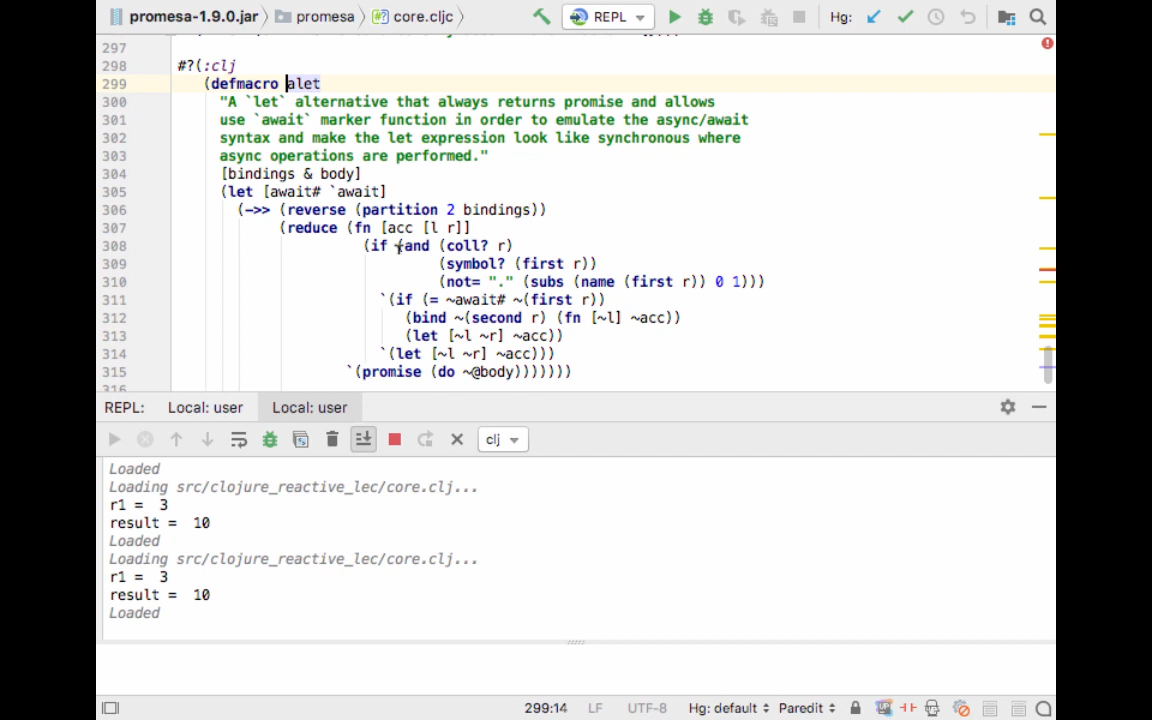 promesa-1.9.0.jar promesa core.cljc REPL Hg:
297
298 #?(:clj
299 (defmacro alet
300 "A `let` alternative that always returns promise and allows
301 use `await` marker function in order to emulate the async/await
302 syntax and make the let expression look like synchronous where
303 async operations are performed."
304 [bindings & body]
305 (let [await# `await]
306 (->> (reverse (partition 2 bindings))
307 (reduce (fn [acc [l r]]
308 (if (and (coll? r)
309 (symbol? (first r))
310 (not= "." (subs (name (first r)) 0 1)))
311 `(if (= ~await# ~(first r))
312 (bind ~(second r) (fn [~l] ~acc))
313 (let [~l ~r] ~acc))
314 `(let [~l ~r] ~acc)))
315 `(promise (do ~@body)))))))
316
REPL: Local: user Local: user
clj
Loaded
Loading src/clojure_reactive_lec/core.clj...
r1 = 3
result = 10
Loaded
Loading src/clojure_reactive_lec/core.clj...
r1 = 3
result = 10
Loaded
299:14 LF UTF-8 Hg: default Paredit